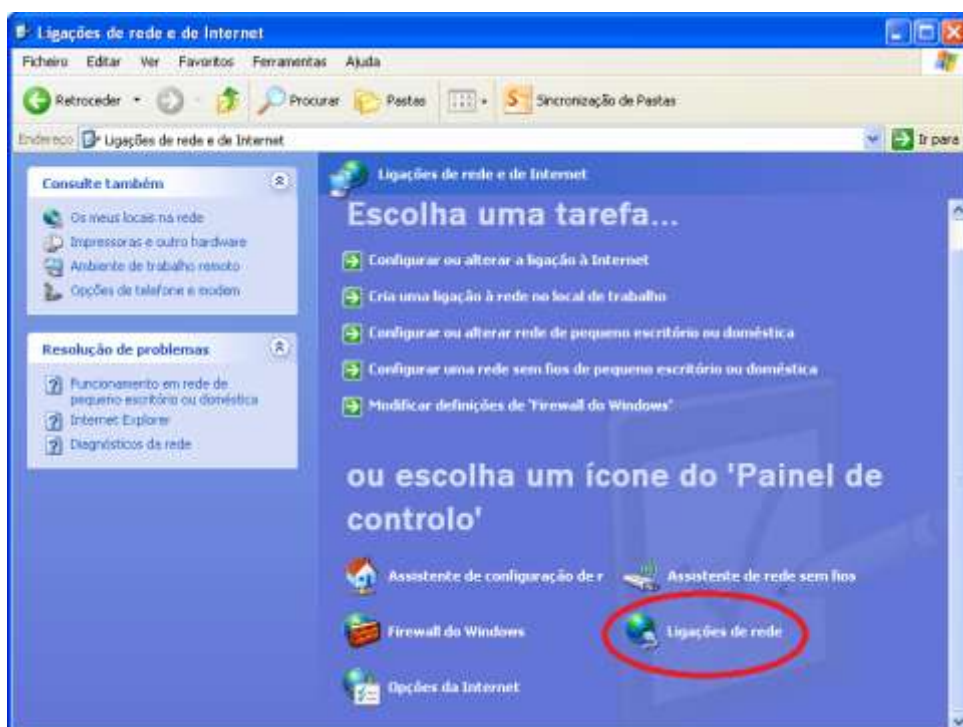 Ligações de rede e de Internet
Ficheiro Editar Ver Favoritos Ferramentas Ajuda
Retroceder Procurar Pastas Sincronização de Pastas
Endereço Ligações de rede e de Internet Ir para
Consulte também
Os meus locais na rede
Impressoras e outro hardware
Ambiente de trabalho remoto
Opções de telefone e modem
Resolução de problemas
Funcionamento em rede de
pequeno escritório ou doméstica
Internet Explorer
Diagnósticos da rede
Ligações de rede e de Internet
Escolha uma tarefa...
Configurar ou alterar a ligação à Internet
Cria uma ligação à rede no local de trabalho
Configurar ou alterar rede de pequeno escritório ou doméstica
Configurar uma rede sem fios de pequeno escritório ou doméstica
Modificar definições de 'Firewall do Windows'
ou escolha um ícone do 'Painel de
controlo'
Assistente de configuração de r Assistente de rede sem fios
Firewall do Windows Ligações de rede
Opções da Internet